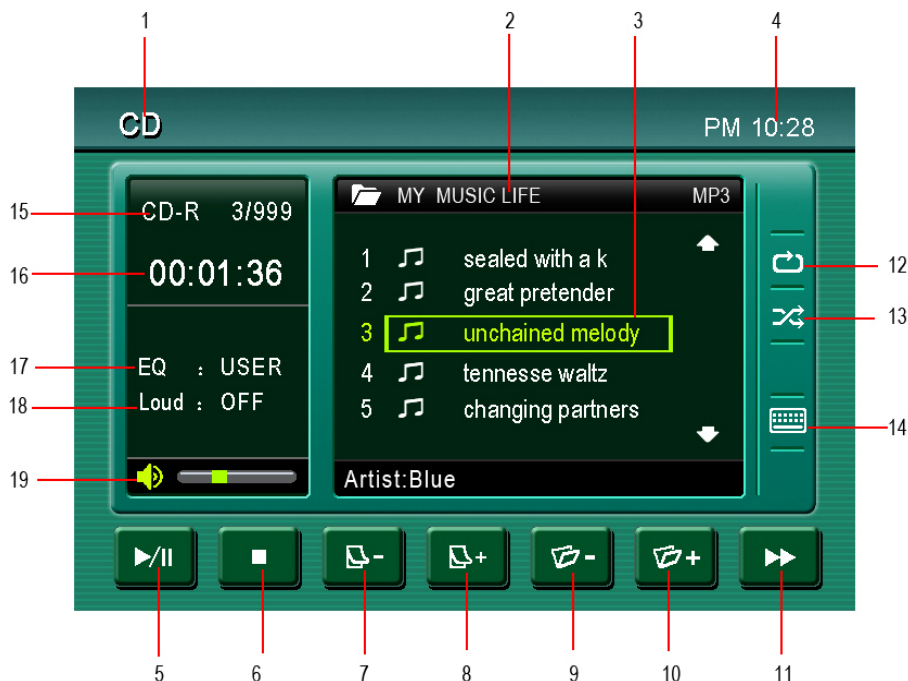 1 2 3 4
CD PM 10:28
15 CD-R 3/999
MY MUSIC LIFE MP3
16 00:01:36
1 sealed with a k
12
2 great pretender
13
3 unchained melody
17 EQ : USER
4 tennesse waltz
18 Loud : OFF
5 changing partners
14
19
Artist:Blue
- + - +
5 6 7 8 9 10 11